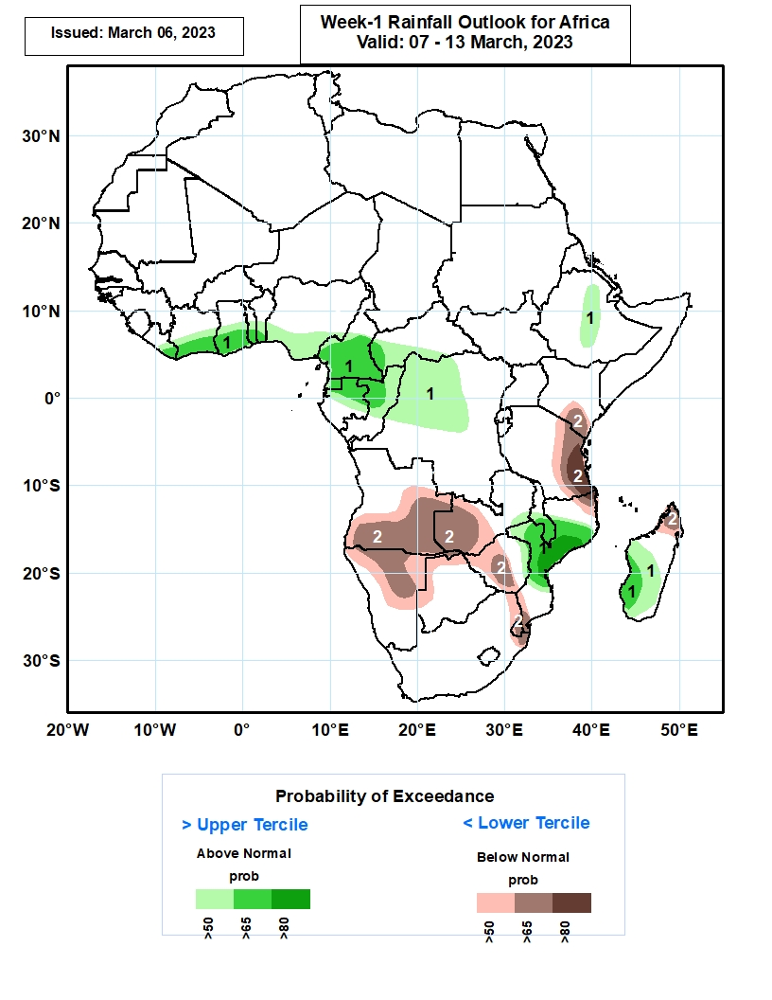 Issued: March 06, 2023
Week-1 Rainfall Outlook for Africa
Valid: 07 - 13 March, 2023
30°N
20°N
10°N
0°
10°S
20°S
30°S
1
1
1
1
2
2
2
2
2
2
1
1
1
2
20°W 10°W 0° 10°E 20°E 30°E 40°E 50°E
Probability of Exceedance
> Upper Tercile
< Lower Tercile
Above Normal
Below Normal
prob
prob
>50 >65 >80
>50 >65 >80